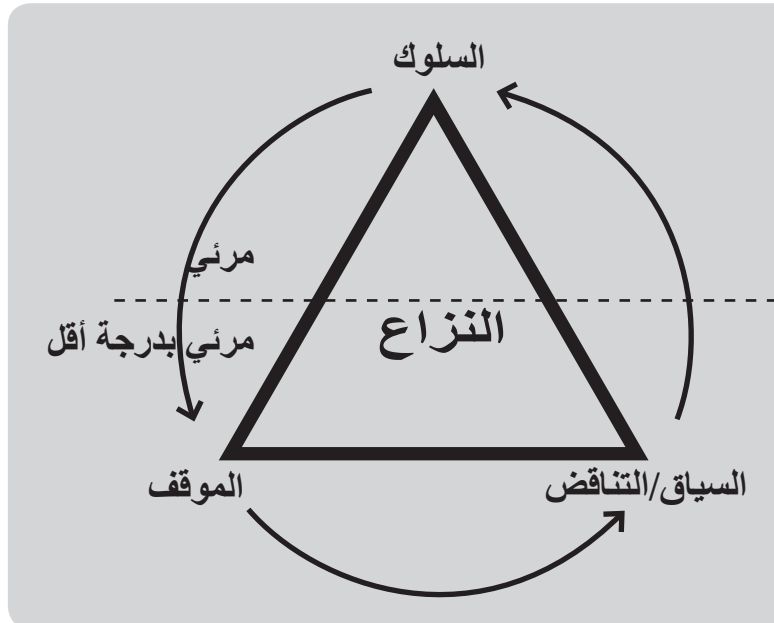 السلوك
مرئي
النزاع
مرئي بدرجة أقل
السياق/التناقض
الموقف